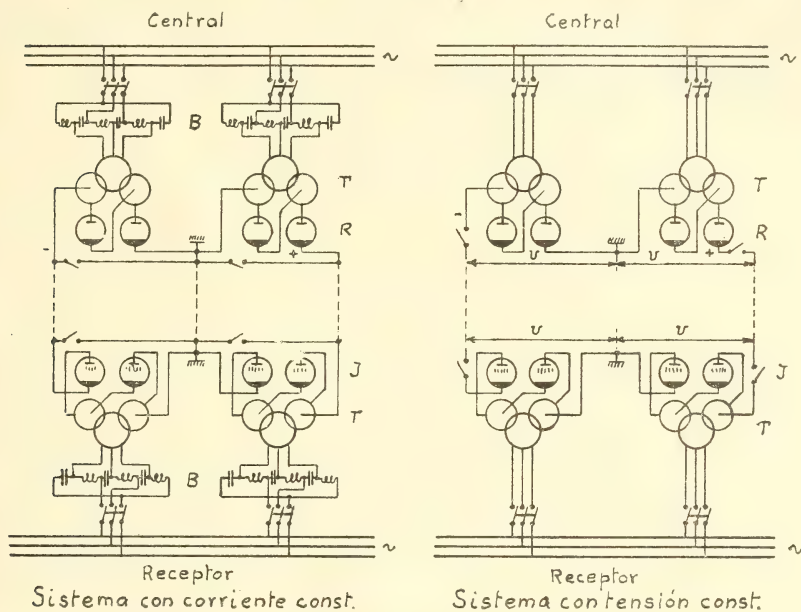 Central
~
B
T
R
-
+
J
T
B
~
Receptor
Sistema con corriente const.
Central
~
T
R
-
+
v
v
v
v
J
T
~
Receptor
Sistema con tensión const.